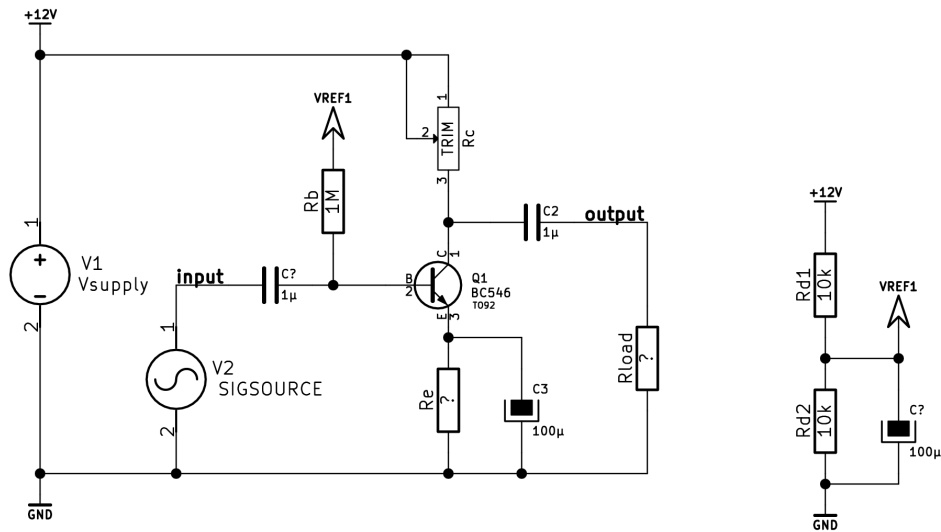 +12V
VREF1
1
2
TRIM
Rc
3
Rb
1M
C2
1µ
output
+12V
1
V1
Vsupply
2
input
C?
1µ
B
2
C
1
Q1
BC546
TO92
E
3
Rd1
10k
VREF1
1
V2
SIGSOURCE
2
Re
?
C3
100µ
Rload
?
Rd2
10k
C?
100µ
GND
GND